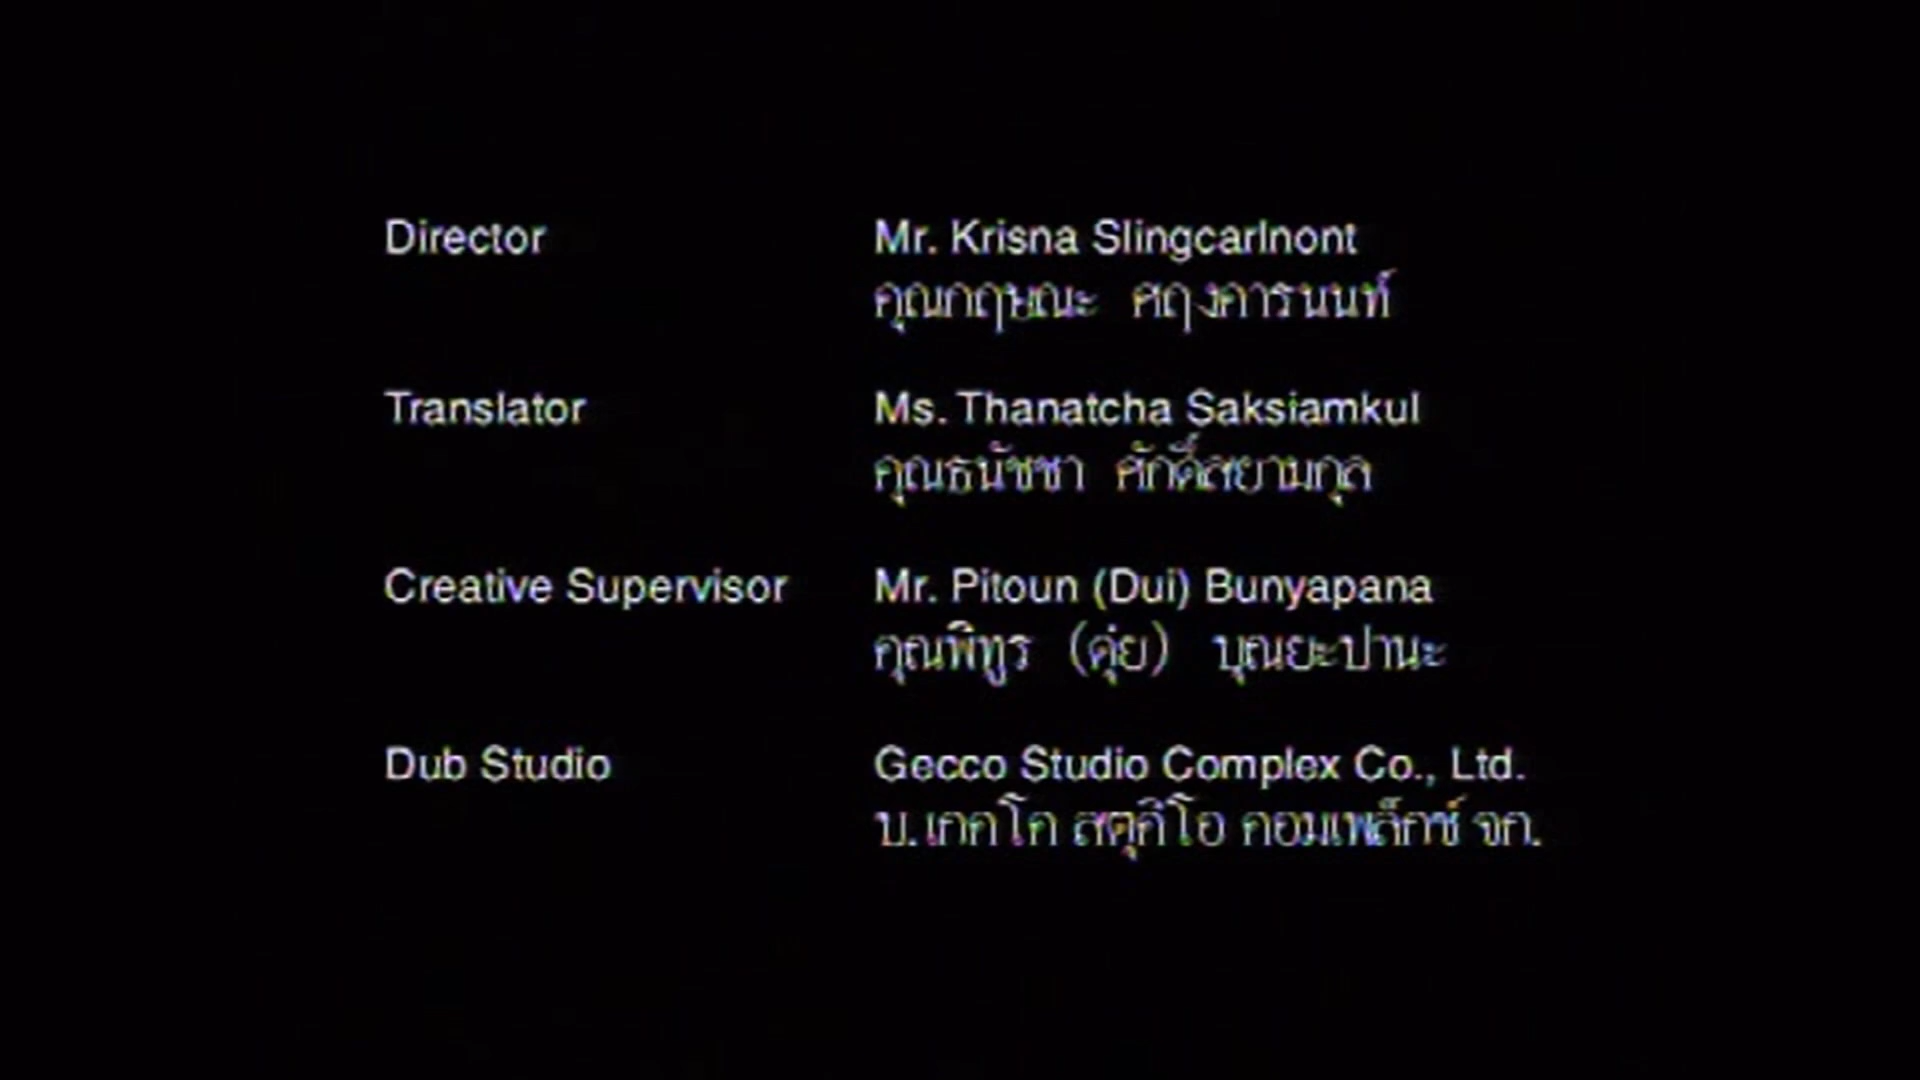 Director Mr. Krisna Slingcarlnont
คุณกฤษณะ ศฤงคารนนท์
Translator Ms. Thanatcha Saksiamkul
คุณธนัชชา ศักดิ์สยามกุล
Creative Supervisor Mr. Pitoun (Dui) Bunyapana
คุณพิทูร (ดุ่ย) บุณยะปานะ
Dub Studio Gecco Studio Complex Co., Ltd.
บ.เกคโค สตุดิโอ คอมเพล็กซ์ จก.